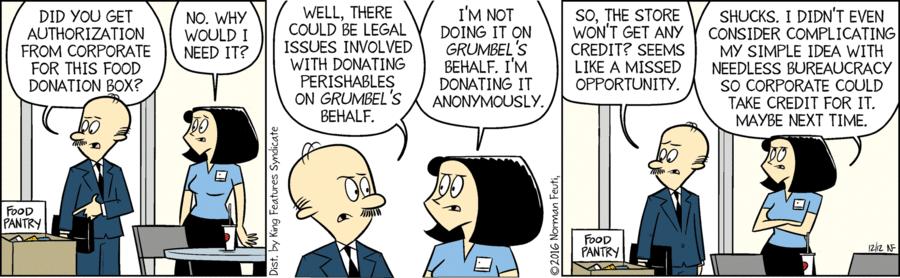 DID YOU GET
AUTHORIZATION
FROM CORPORATE
FOR THIS FOOD
DONATION BOX?
NO. WHY
WOULD I
NEED IT?
FOOD
PANTRY
Dist. by King Features Syndicate
WELL, THERE
COULD BE LEGAL
ISSUES INVOLVED
WITH DONATING
PERISHABLES
ON GRUMBEL'S
BEHALF.
I'M NOT
DOING IT ON
GRUMBEL'S
BEHALF. I'M
DONATING IT
ANONYMOUSLY.
©2016 Norman Feuti,
SO, THE STORE
WON'T GET ANY
CREDIT? SEEMS
LIKE A MISSED
OPPORTUNITY.
SHUCKS. I DIDN'T EVEN
CONSIDER COMPLICATING
MY SIMPLE IDEA WITH
NEEDLESS BUREAUCRACY
SO CORPORATE COULD
TAKE CREDIT FOR IT.
MAYBE NEXT TIME.
FOOD
PANTRY
12/12 NF